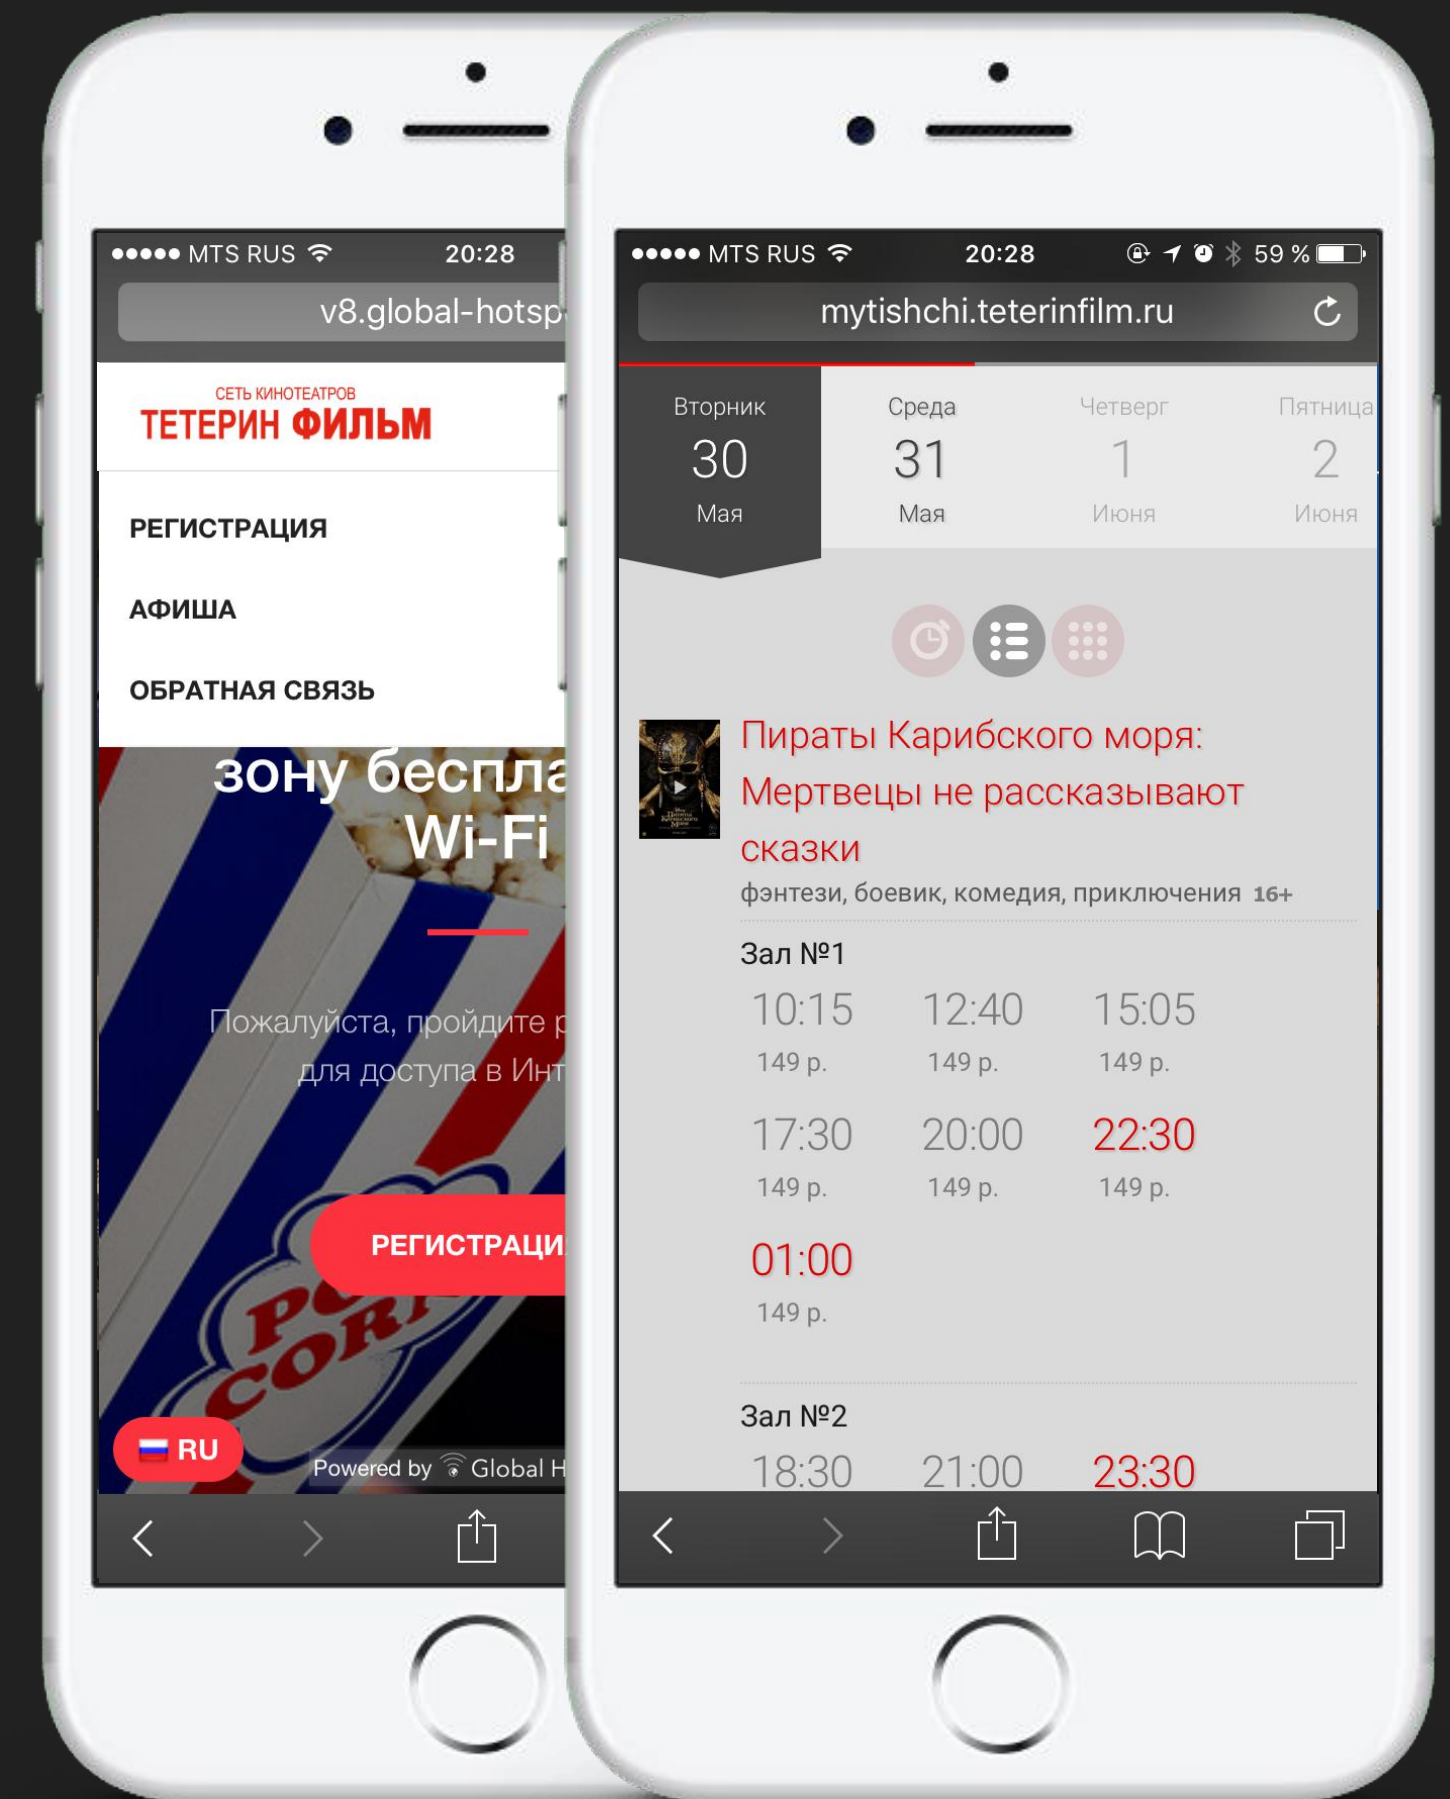 MTS RUS 20:28
v8.global-hotsp
СЕТЬ КИНОТЕАТРОВ
ТЕТЕРИН ФИЛЬМ
РЕГИСТРАЦИЯ
АФИША
ОБРАТНАЯ СВЯЗЬ
зону беспла
Wi-Fi
Пожалуйста, пройдите р
для доступа в Инт
РЕГИСТРАЦИ
POP
CORN
RU
Powered by Global H
MTS RUS 20:28 59 %
mytishchi.teterinfilm.ru
Вторник Среда Четверг Пятница
30 31 1 2
Мая Мая Июня Июня
Пираты Карибского моря:
Мертвецы не рассказывают
сказки
фэнтези, боевик, комедия, приключения 16+
Зал №1
10:15 12:40 15:05
149 р. 149 р. 149 р.
17:30 20:00 22:30
149 р. 149 р. 149 р.
01:00
149 р.
Зал №2
18:30 21:00 23:30